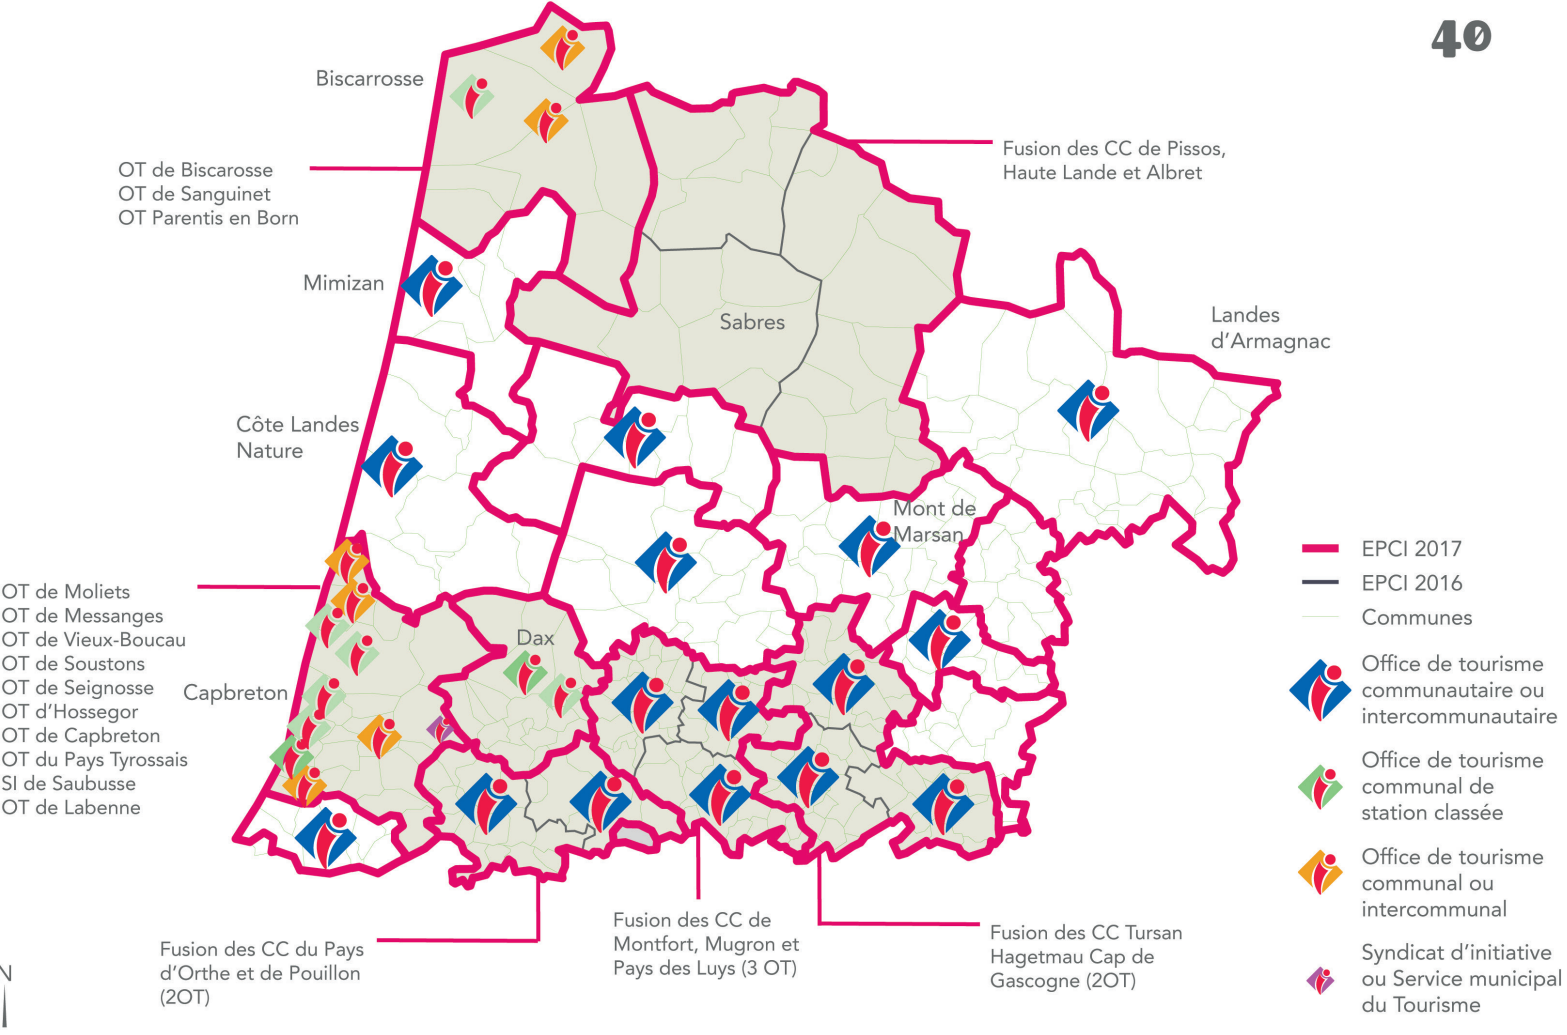 40
Biscarrosse
Fusion des CC de Pissos,
Haute Lande et Albret
OT de Biscarosse
OT de Sanguinet
OT Parentis en Born
Mimizan
Sabres
Landes
d’Armagnac
Côte Landes
Nature
Mont de
Marsan
EPCI 2017
EPCI 2016
Communes
OT de Moliets
OT de Messanges
OT de Vieux-Boucau
OT de Soustons
OT de Seignosse
OT d’Hossegor
OT de Capbreton
OT du Pays Tyrossais
SI de Saubusse
OT de Labenne
Dax
Capbreton
Office de tourisme
communautaire ou
intercommunautaire
Office de tourisme
communal de
station classée
Office de tourisme
communal ou
intercommunal
Syndicat d’initiative
ou Service municipal
du Tourisme
Fusion des CC du Pays
d’Orthe et de Pouillon
(2OT)
Fusion des CC de
Montfort, Mugron et
Pays des Luys (3 OT)
Fusion des CC Tursan
Hagetmau Cap de
Gascogne (2OT)
N